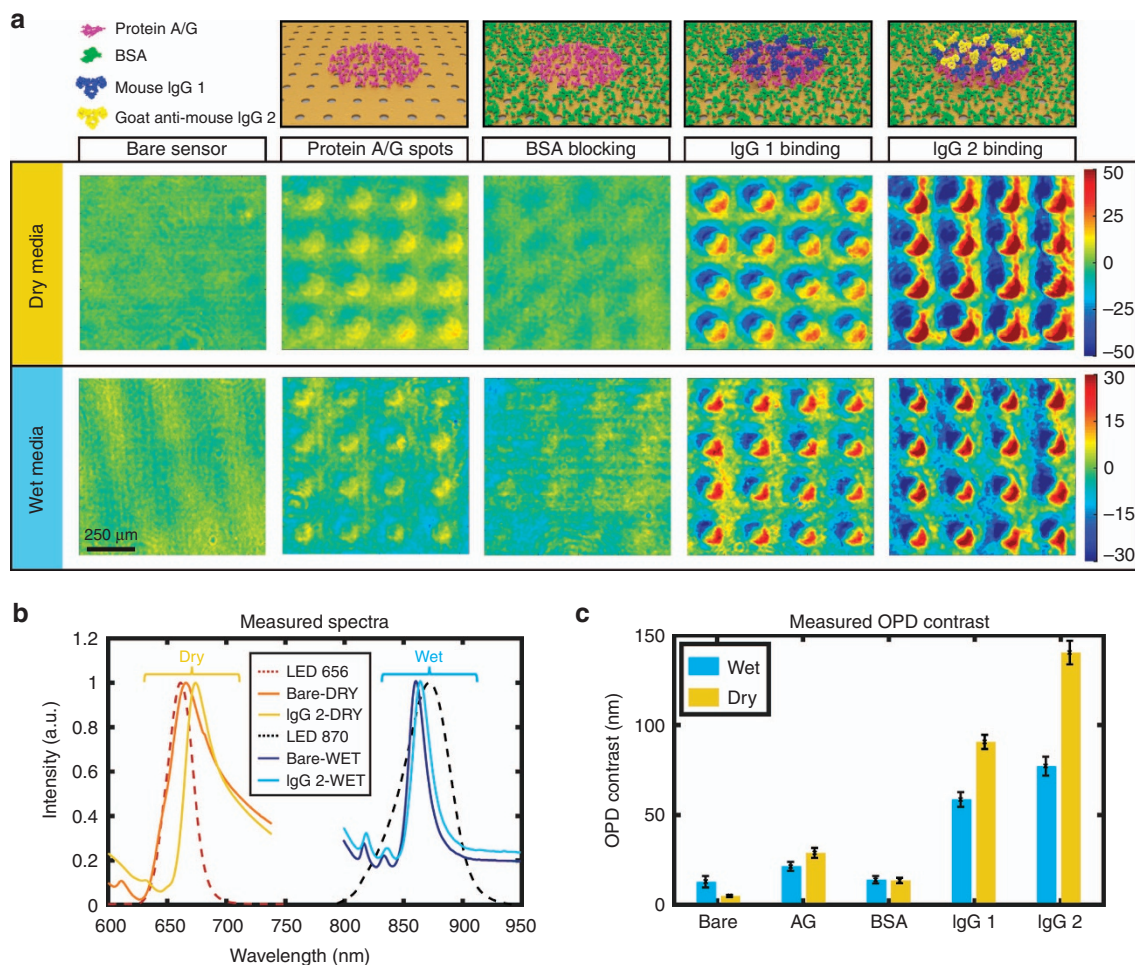 a
Protein A/G
BSA
Mouse IgG 1
Goat anti-mouse IgG 2
Bare sensor
Protein A/G spots
BSA blocking
IgG 1 binding
IgG 2 binding
Dry media
50
25
0
−25
−50
Wet media
250 μm
30
15
0
−15
−30
b
Measured spectra
Dry
Wet
LED 656
Bare-DRY
IgG 2-DRY
LED 870
Bare-WET
IgG 2-WET
Intensity (a.u.)
1.2
1
0.8
0.6
0.4
0.2
0
600 650 700 750 800 850 900 950
Wavelength (nm)
c
Measured OPD contrast
Wet
Dry
OPD contrast (nm)
150
100
50
0
Bare AG BSA IgG 1 IgG 2